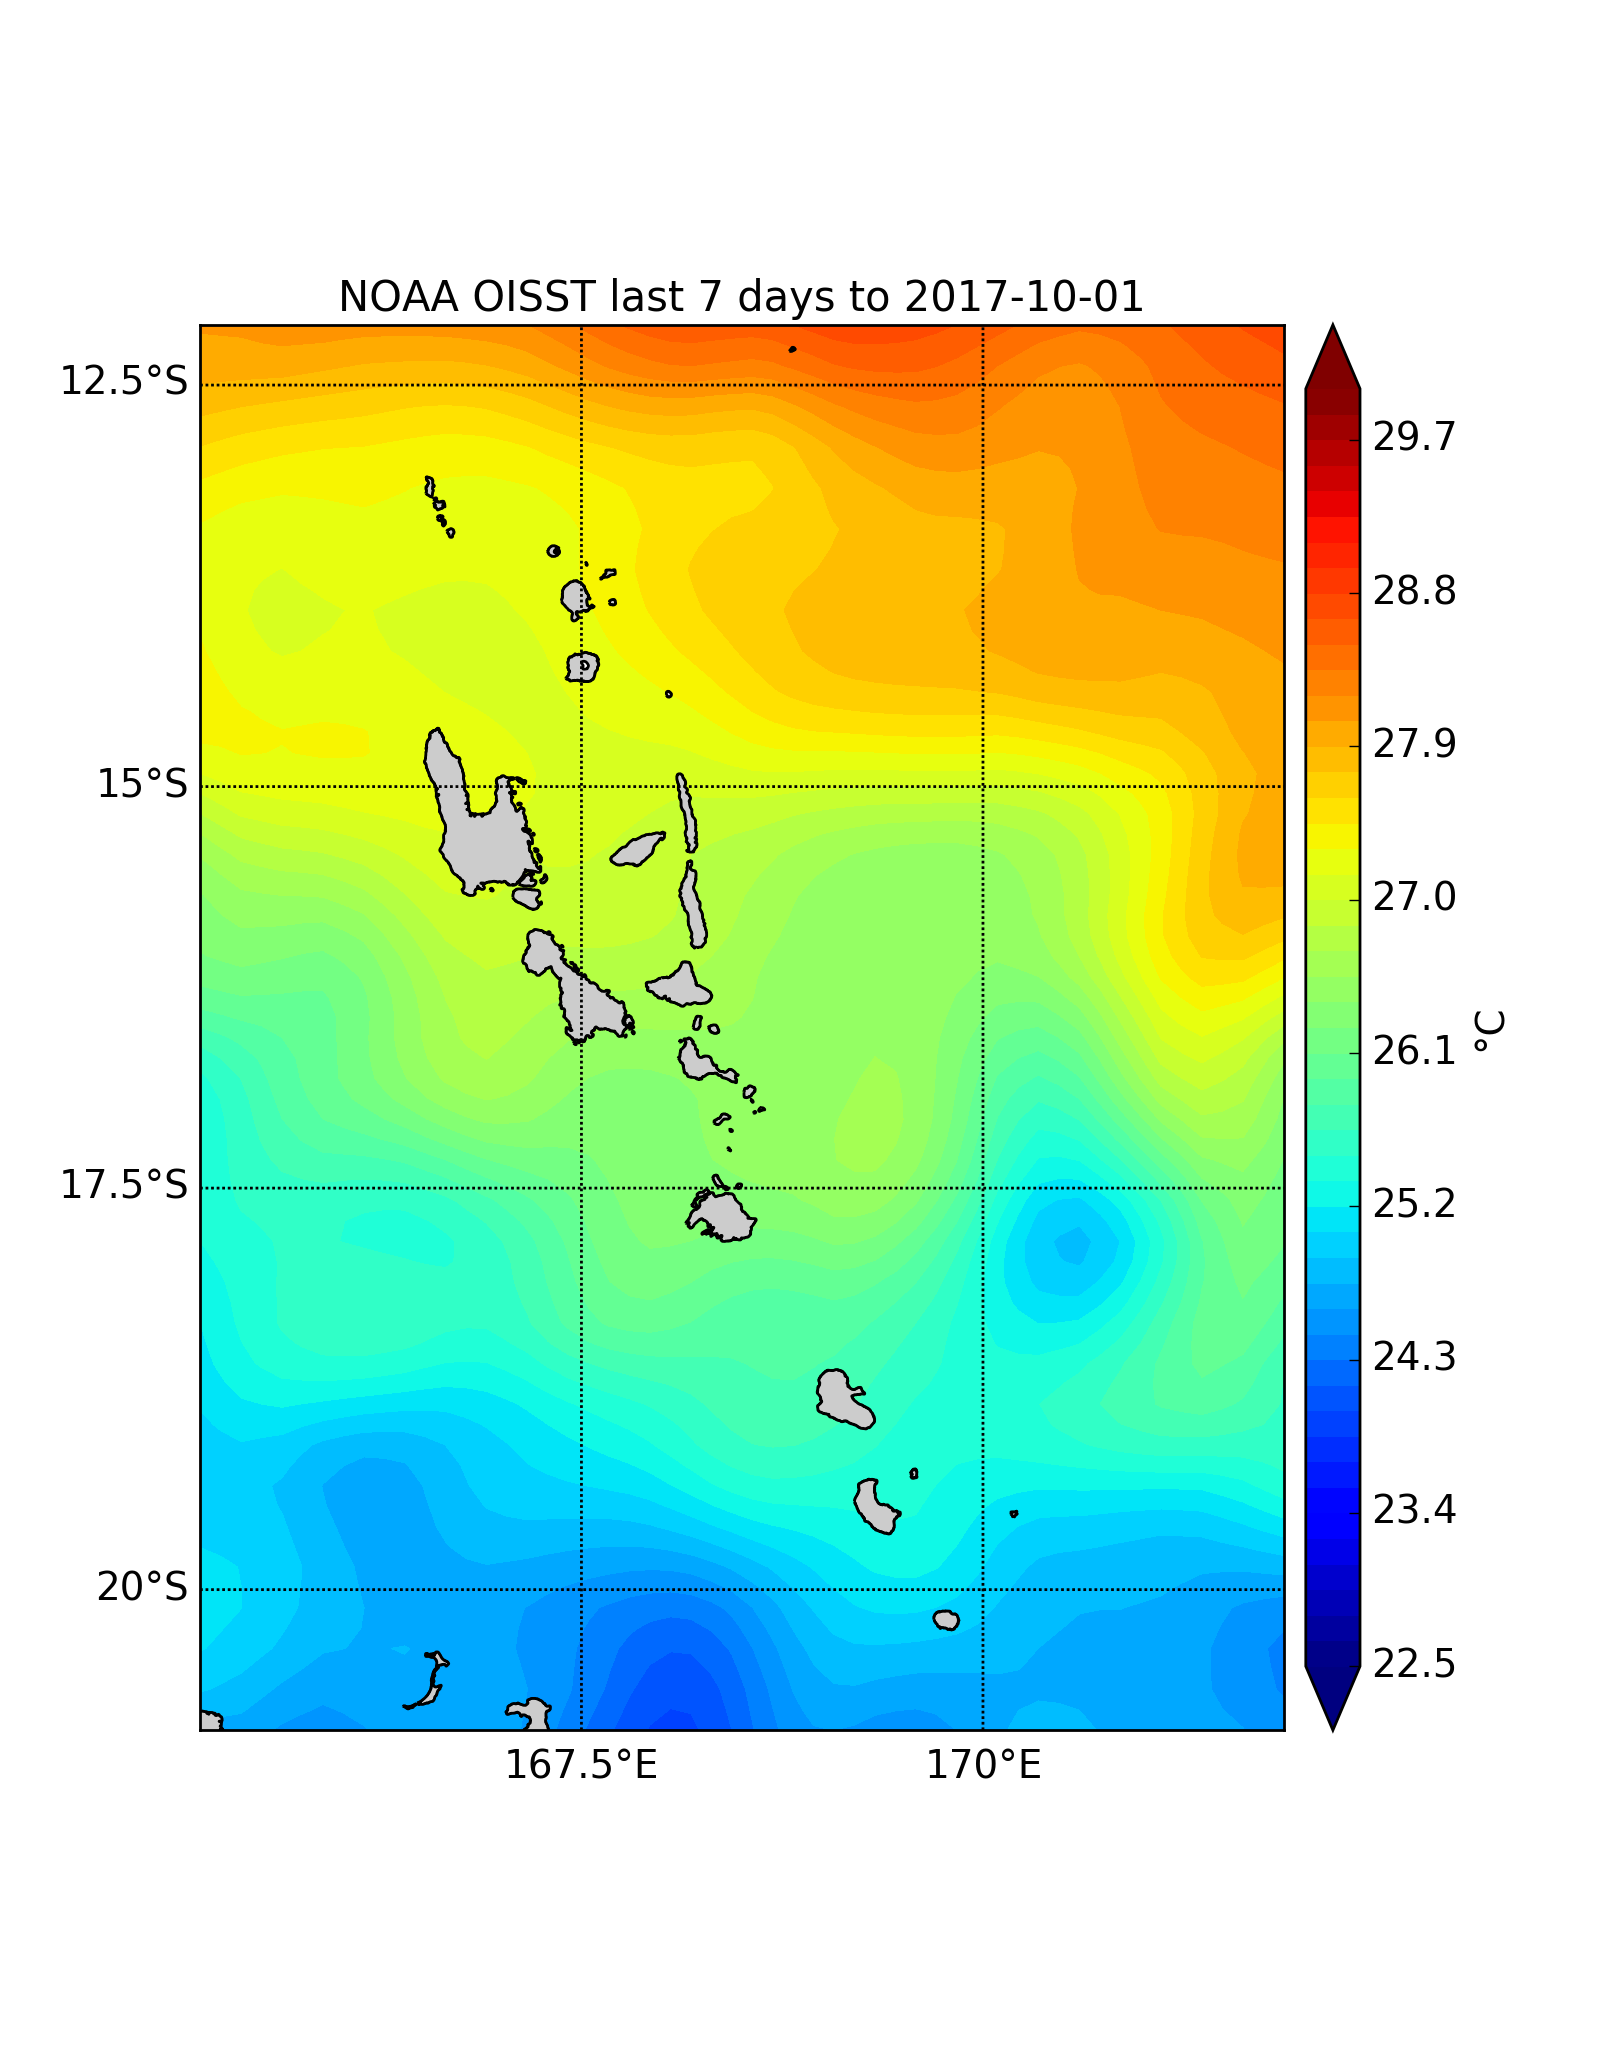 NOAA OISST last 7 days to 2017-10-01
12.5°S
15°S
17.5°S
20°S
167.5°E
170°E
29.7
28.8
27.9
27.0
26.1
25.2
24.3
23.4
22.5
°C